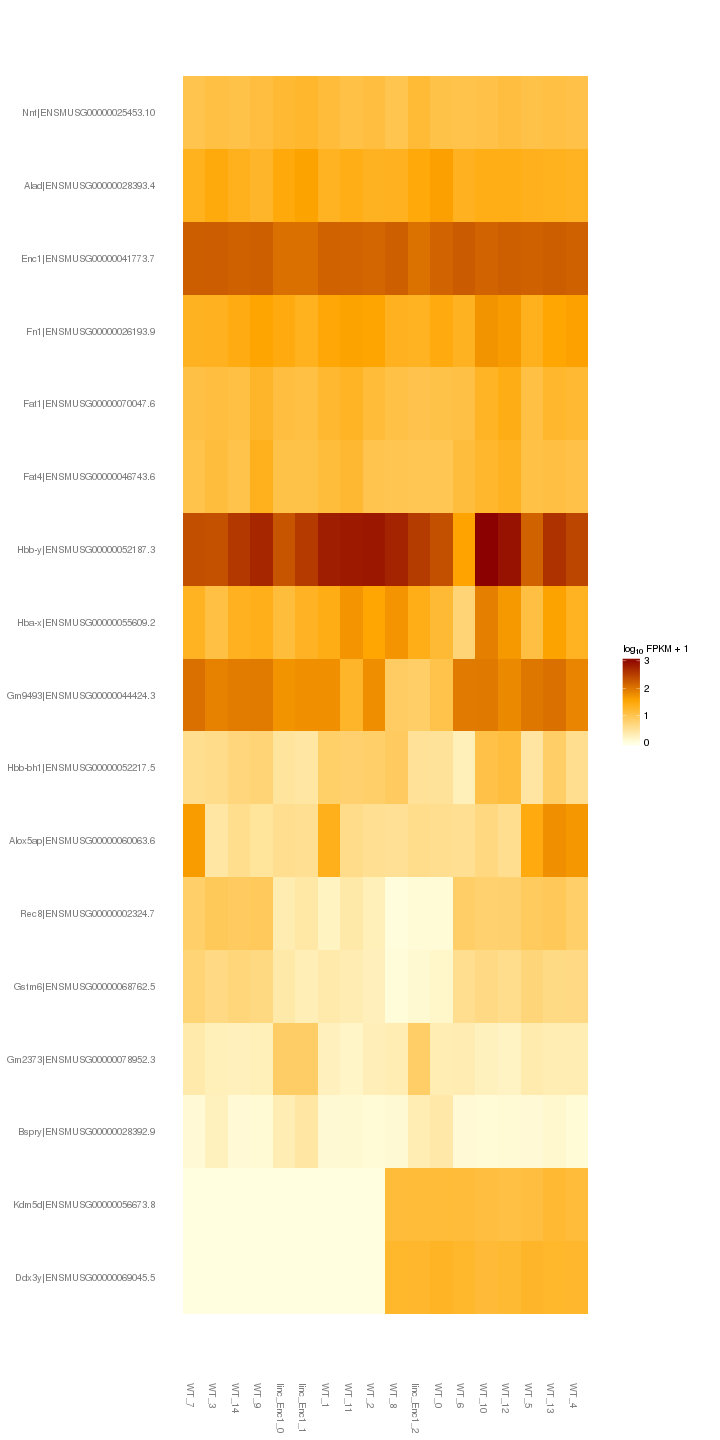 Nnt|ENSMUSG00000025453.10
Alad|ENSMUSG00000028393.4
Enc1|ENSMUSG00000041773.7
Fn1|ENSMUSG00000026193.9
Fat1|ENSMUSG00000070047.6
Fat4|ENSMUSG00000046743.6
Hbb-y|ENSMUSG00000052187.3
Hba-x|ENSMUSG00000055609.2
Gm9493|ENSMUSG00000044424.3
Hbb-bh1|ENSMUSG00000052217.5
Alox5ap|ENSMUSG00000060063.6
Rec8|ENSMUSG00000002324.7
Gstm6|ENSMUSG00000068762.5
Gm2373|ENSMUSG00000078952.3
Bspry|ENSMUSG00000028392.9
Kdm5d|ENSMUSG00000056673.8
Ddx3y|ENSMUSG00000069045.5
log10 FPKM + 1
3
2
1
0
WT_7
WT_3
WT_14
WT_9
linc_Enc1_0
linc_Enc1_1
WT_1
WT_11
WT_2
WT_8
linc_Enc1_2
WT_0
WT_6
WT_10
WT_12
WT_5
WT_13
WT_4